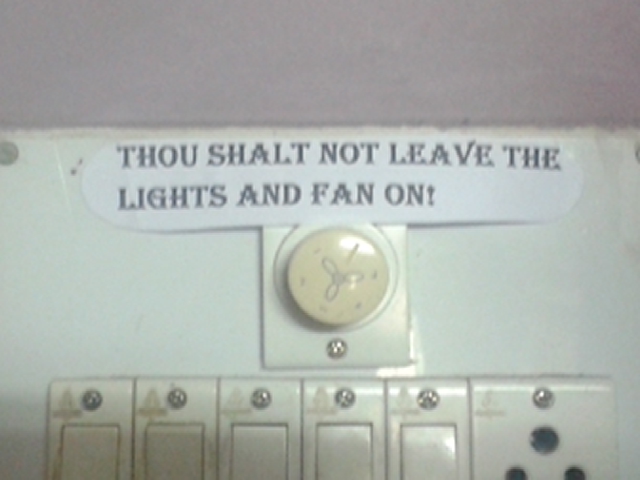 THOU SHALT NOT LEAVE THE
LIGHTS AND FAN ON!